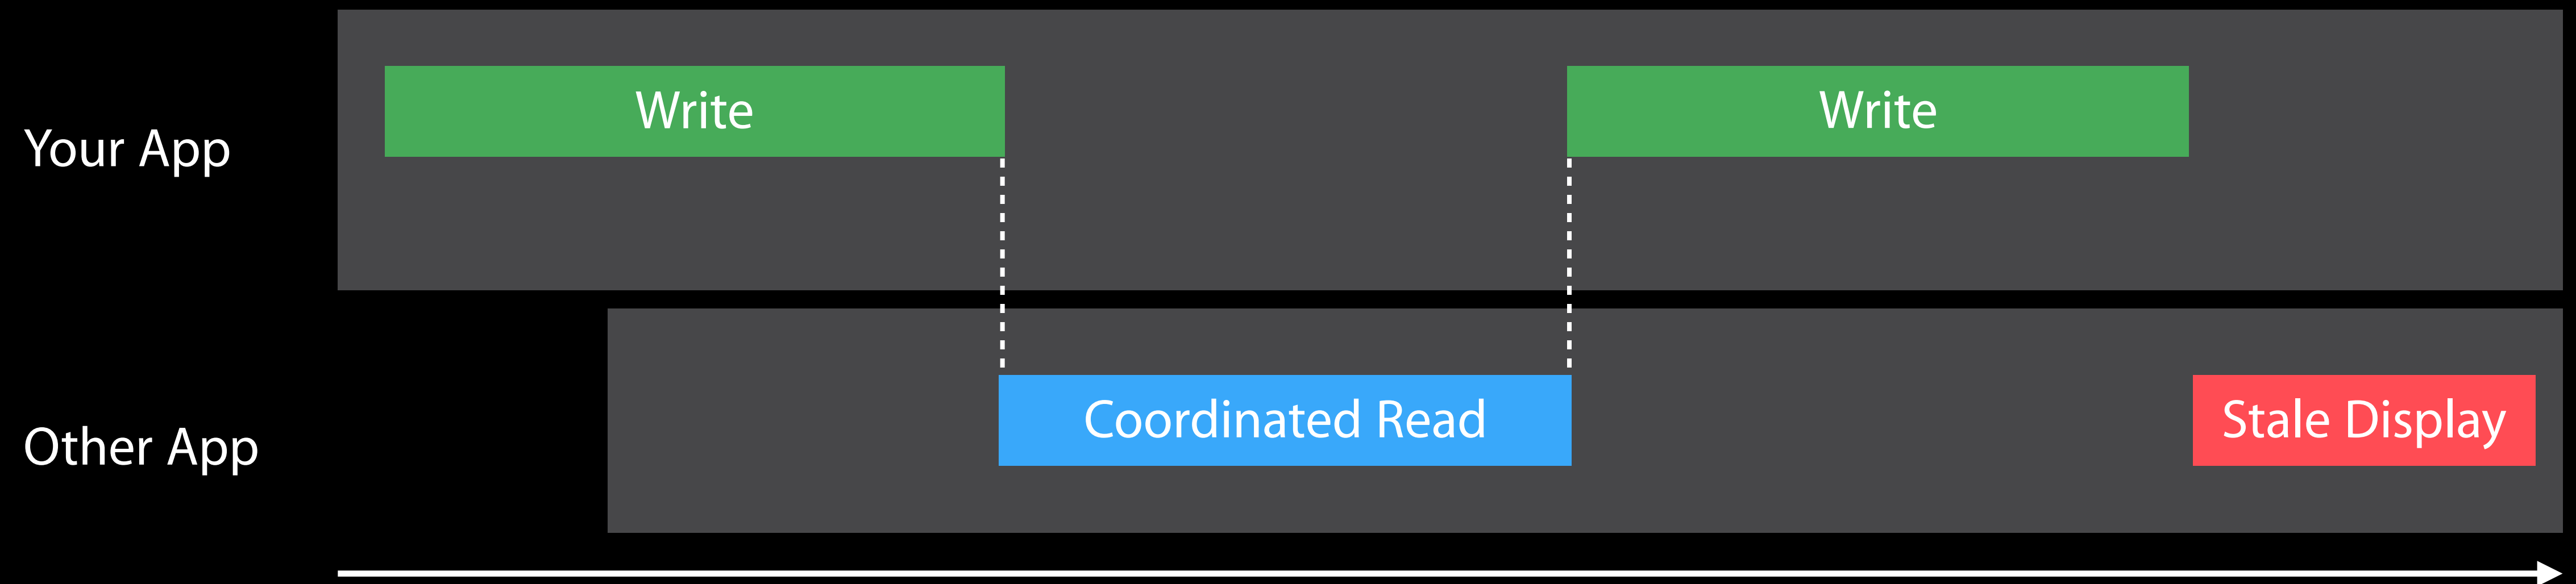 Your App
Write
Write
Other App
Coordinated Read
Stale Display